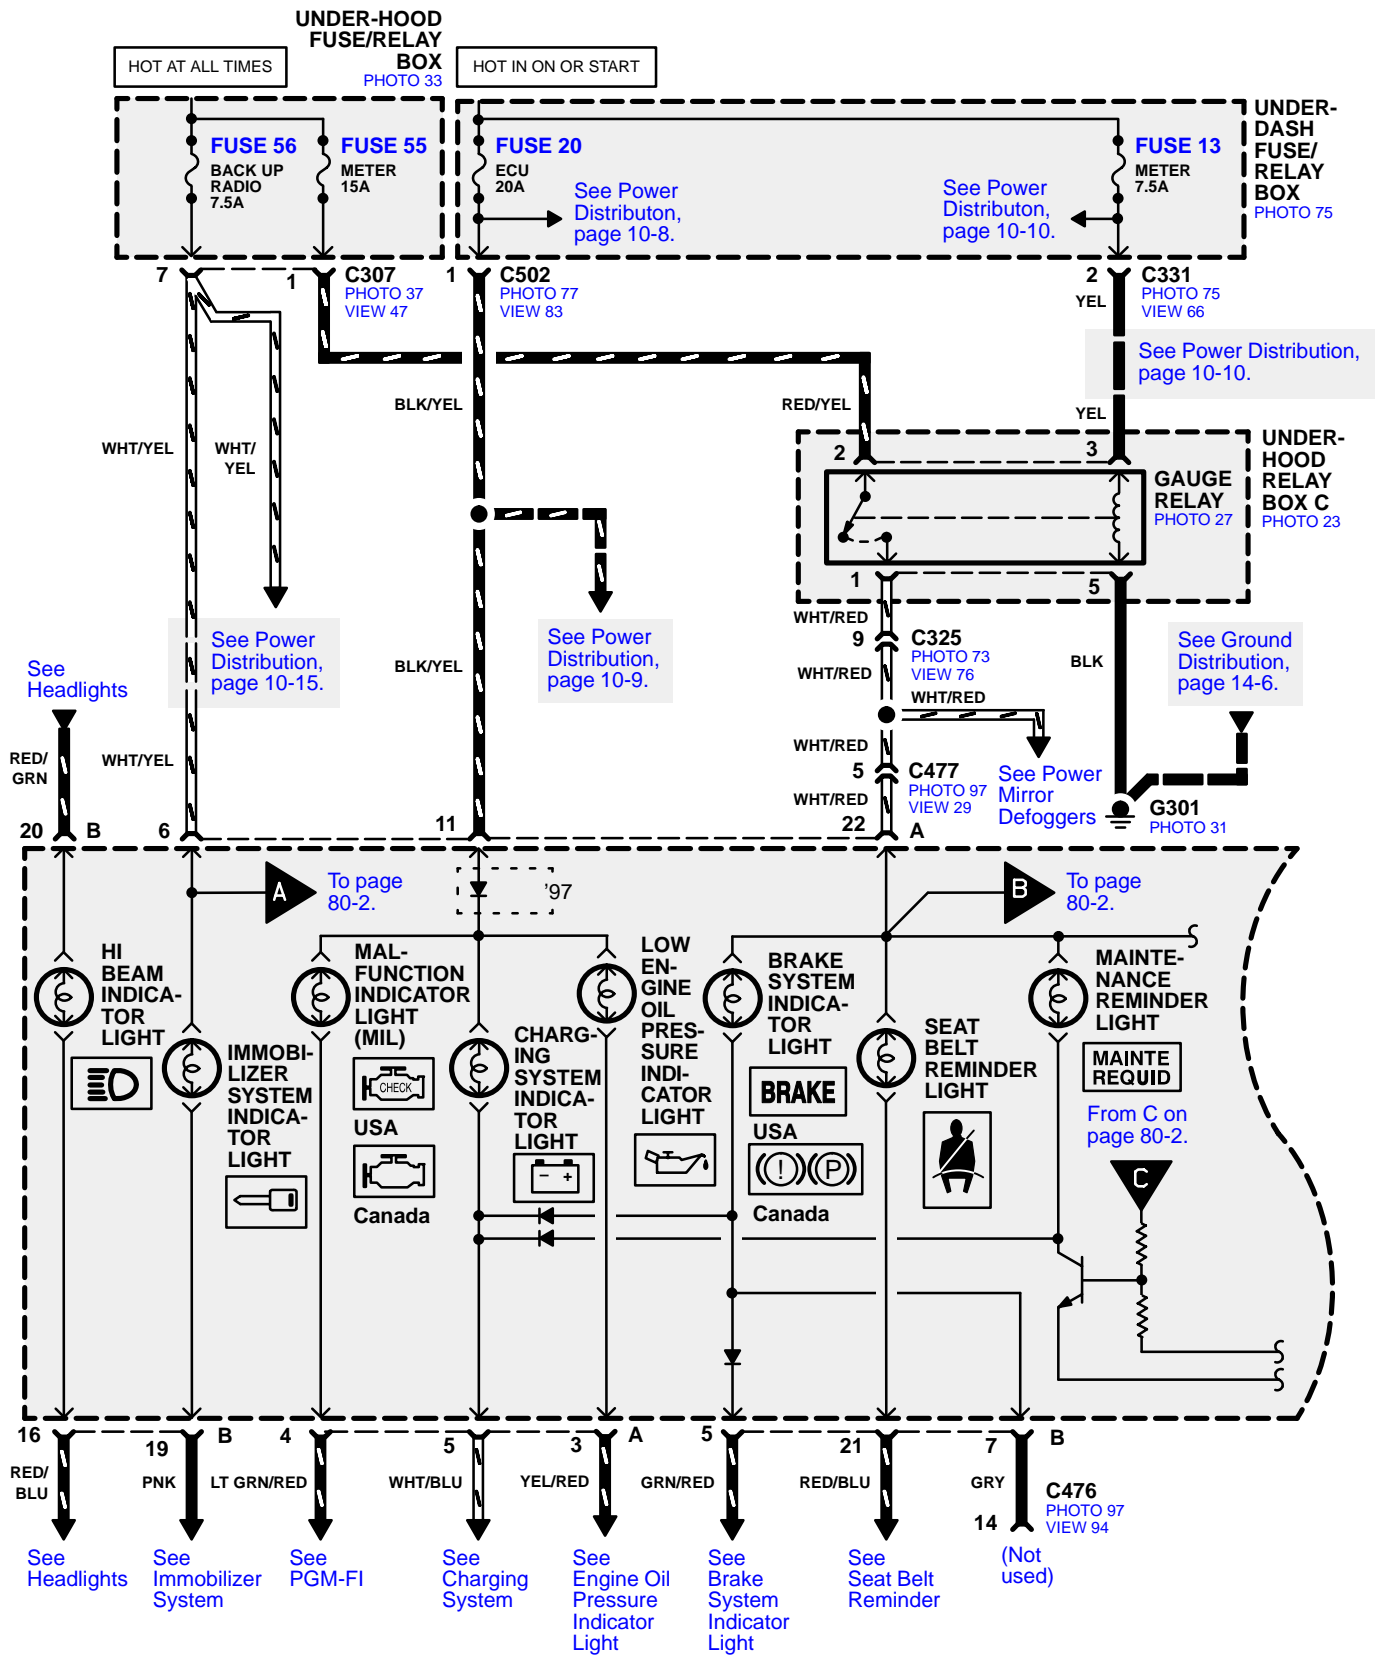 UNDER-HOOD
FUSE/RELAY
BOX
PHOTO 33
HOT AT ALL TIMES
HOT IN ON OR START
UNDER-
DASH
FUSE/
RELAY
BOX
PHOTO 75
FUSE 56
BACK UP
RADIO
7.5A
FUSE 55
METER
15A
FUSE 20
ECU
20A
See Power
Distributon,
page 10-8.
See Power
Distributon,
page 10-10.
FUSE 13
METER
7.5A
7
1
C307
PHOTO 37
VIEW 47
1
C502
PHOTO 77
VIEW 83
2
C331
PHOTO 75
VIEW 66
YEL
See Power Distribution,
page 10-10.
BLK/YEL
RED/YEL
YEL
WHT/YEL
WHT/
YEL
2
3
UNDER-
HOOD
RELAY
BOX C
PHOTO 23
GAUGE
RELAY
PHOTO 27
1
5
WHT/RED
9
C325
PHOTO 73
VIEW 76
WHT/RED
WHT/RED
BLK
See Ground
Distribution,
page 14-6.
See Power
Distribution,
page 10-15.
See Power
Distribution,
page 10-9.
BLK/YEL
See
Headlights
RED/
GRN
WHT/YEL
WHT/RED
5
C477
PHOTO 97
VIEW 29
WHT/RED
See Power
Mirror
Defoggers
G301
PHOTO 31
20
B
6
11
22
A
A
To page
80-2.
'97
B
To page
80-2.
HI
BEAM
INDICA-
TOR
LIGHT
IMMOBI-
LIZER
SYSTEM
INDICA-
TOR
LIGHT
MAL-
FUNCTION
INDICATOR
LIGHT
(MIL)
CHECK
USA
Canada
CHARG-
ING
SYSTEM
INDICA-
TOR
LIGHT
- +
LOW
EN-
GINE
OIL
PRES-
SURE
INDI-
CATOR
LIGHT
BRAKE
SYSTEM
INDICA-
TOR
LIGHT
BRAKE
USA
(!) (P)
Canada
SEAT
BELT
REMINDER
LIGHT
MAINTE-
NANCE
REMINDER
LIGHT
MAINTE
REQUID
From C on
page 80-2.
C
16
19
B
4
5
3
A
5
21
7
B
RED/
BLU
PNK
LT GRN/RED
WHT/BLU
YEL/RED
GRN/RED
RED/BLU
GRY
C476
PHOTO 97
VIEW 94
14
See
Headlights
See
Immobilizer
System
See
PGM-FI
See
Charging
System
See
Engine Oil
Pressure
Indicator
Light
See
Brake
System
Indicator
Light
See
Seat Belt
Reminder
(Not
used)